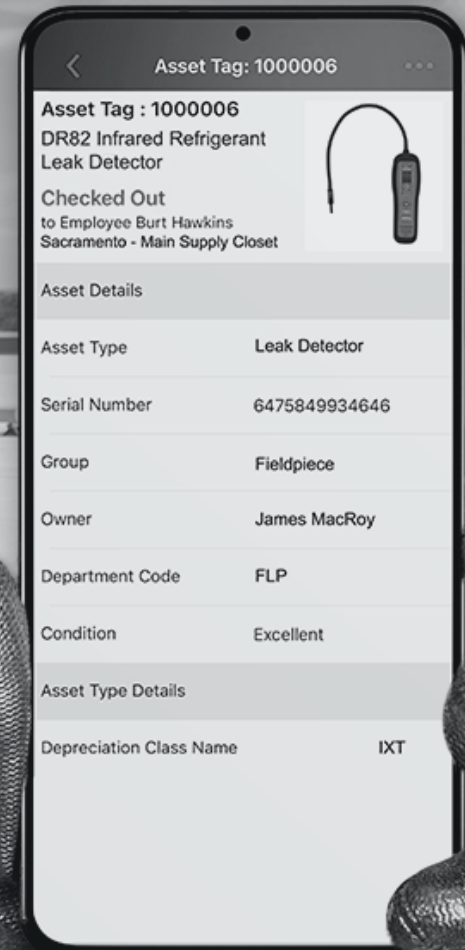 Asset Tag: 1000006
Asset Tag : 1000006
DR82 Infrared Refrigerant
Leak Detector
Checked Out
to Employee Burt Hawkins
Sacramento - Main Supply Closet
Asset Details
Asset Type Leak Detector
Serial Number 6475849934646
Group Fieldpiece
Owner James MacRoy
Department Code FLP
Condition Excellent
Asset Type Details
Depreciation Class Name IXT